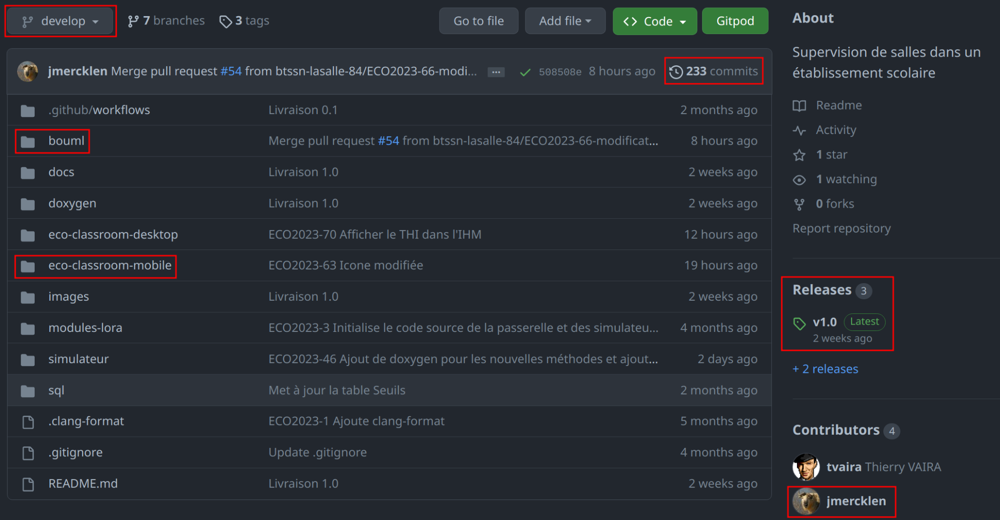 develop 7 branches 3 tags Go to file Add file Code Gitpod
jmercklen Merge pull request #54 from btssn-lasalle-84/ECO2023-66-modi... ... 508508e 8 hours ago 233 commits
.github/workflows Livraison 0.1 2 months ago
bouml Merge pull request #54 from btssn-lasalle-84/ECO2023-66-modificat... 8 hours ago
docs Livraison 1.0 2 weeks ago
doxygen Livraison 1.0 2 weeks ago
eco-classroom-desktop ECO2023-70 Afficher le THI dans l'IHM 12 hours ago
eco-classroom-mobile ECO2023-63 Icone modifiée 19 hours ago
images Livraison 1.0 2 weeks ago
modules-lora ECO2023-3 Initialise le code source de la passerelle et des simulateu... 4 months ago
simulateur ECO2023-46 Ajout de doxygen pour les nouvelles méthodes et ajout... 2 days ago
sql Met à jour la table Seuils 2 months ago
.clang-format ECO2023-1 Ajoute clang-format 5 months ago
.gitignore Update .gitignore 4 months ago
README.md Livraison 1.0 2 weeks ago
About
Supervision de salles dans un
établissement scolaire
Readme
Activity
1 star
1 watching
0 forks
Report repository
Releases 3
v1.0 Latest
2 weeks ago
+ 2 releases
Contributors 4
tvaira Thierry VAIRA
jmercklen